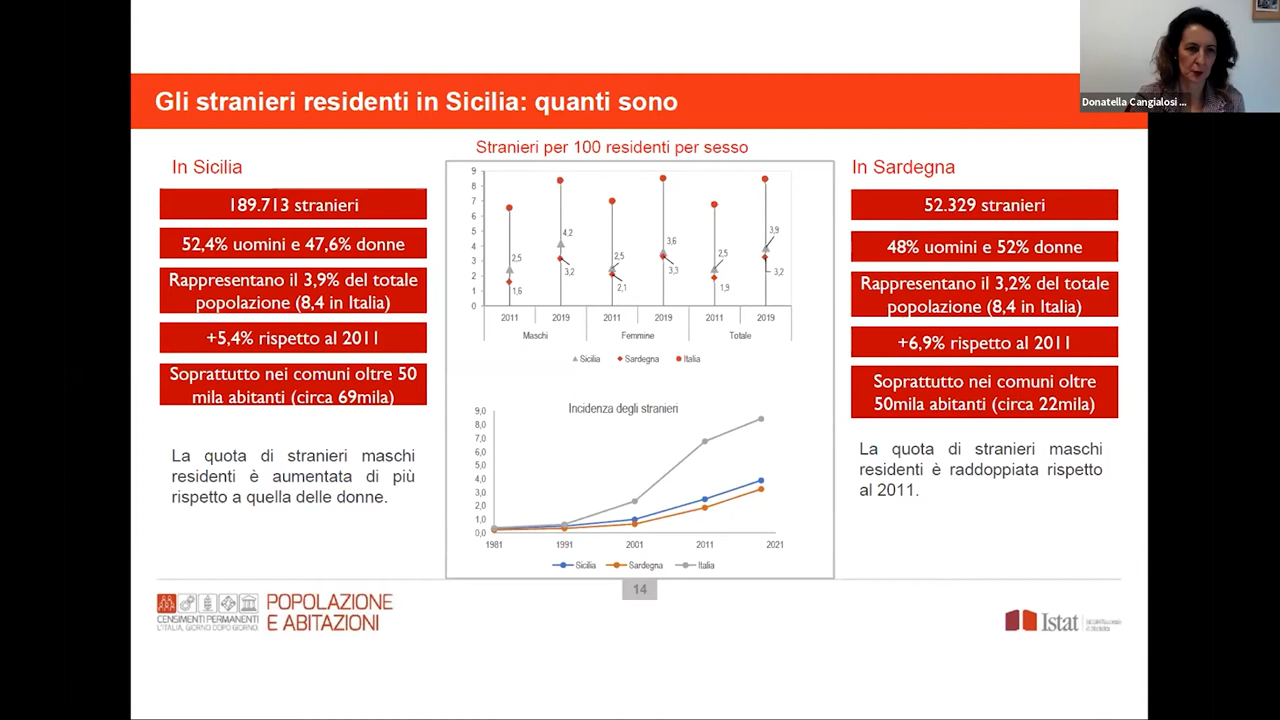 Donatella Cangialosi ...
Gli stranieri residenti in Sicilia: quanti sono
In Sicilia
189.713 stranieri
52,4% uomini e 47,6% donne
Rappresentano il 3,9% del totale
popolazione (8,4 in Italia)
+5,4% rispetto al 2011
Soprattutto nei comuni oltre 50
mila abitanti (circa 69mila)
La quota di stranieri maschi
residenti è aumentata di più
rispetto a quella delle donne.
Stranieri per 100 residenti per sesso
9
8
7
6
5
4
3
2
1
0
2,5
1,6
4,2
3,2
2,5
2,1
3,6
3,3
2,5
1,9
3,9
3,2
2011 2019 2011 2019 2011 2019
Maschi Femmine Totale
Sicilia Sardegna Italia
Incidenza degli stranieri
9,0
8,0
7,0
6,0
5,0
4,0
3,0
2,0
1,0
0,0
1981 1991 2001 2011 2021
Sicilia Sardegna Italia
In Sardegna
52.329 stranieri
48% uomini e 52% donne
Rappresentano il 3,2% del totale
popolazione (8,4 in Italia)
+6,9% rispetto al 2011
Soprattutto nei comuni oltre
50mila abitanti (circa 22mila)
La quota di stranieri maschi
residenti è raddoppiata rispetto
al 2011.
14
CENSIMENTI PERMANENTI
L'ITALIA, GIORNO DOPO GIORNO.
POPOLAZIONE
E ABITAZIONI
Istat